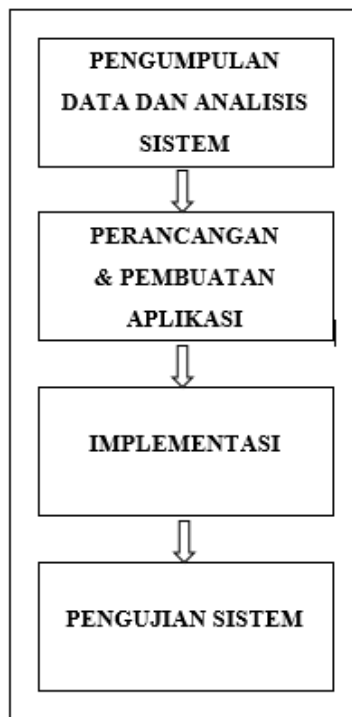 PENGUMPULAN
DATA DAN ANALISIS
SISTEM
PERANCANGAN
& PEMBUATAN
APLIKASI
IMPLEMENTASI
PENGUJIAN SISTEM